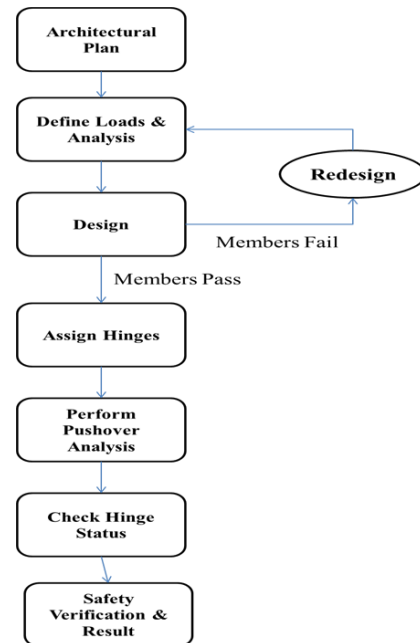 Architectural
Plan
Define Loads &
Analysis
Redesign
Design
Members Fail
Members Pass
Assign Hinges
Perform
Pushover
Analysis
Check Hinge
Status
Safety
Verification &
Result